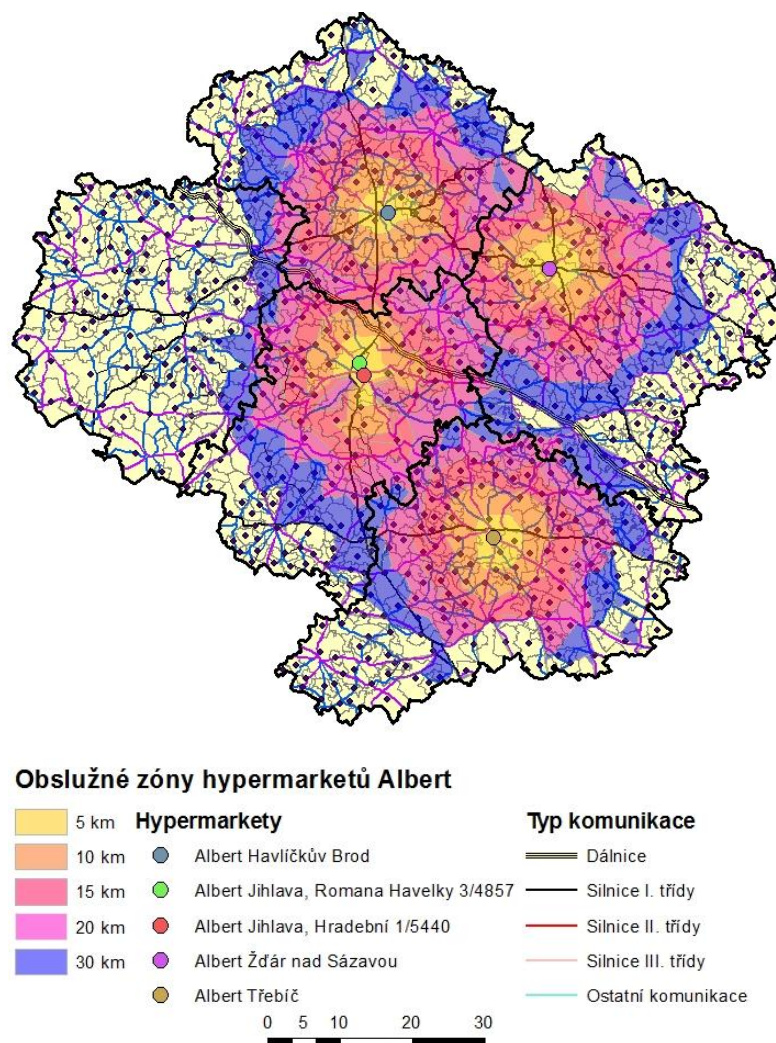 Obslužné zóny hypermarketů Albert
5 km
10 km
15 km
20 km
30 km
Hypermarkety
Albert Havlíčkův Brod
Albert Jihlava, Romana Havelky 3/4857
Albert Jihlava, Hradební 1/5440
Albert Žďár nad Sázavou
Albert Třebíč
Typ komunikace
Dálnice
Silnice I. třídy
Silnice II. třídy
Silnice III. třídy
Ostatní komunikace
0 5 10 20 30